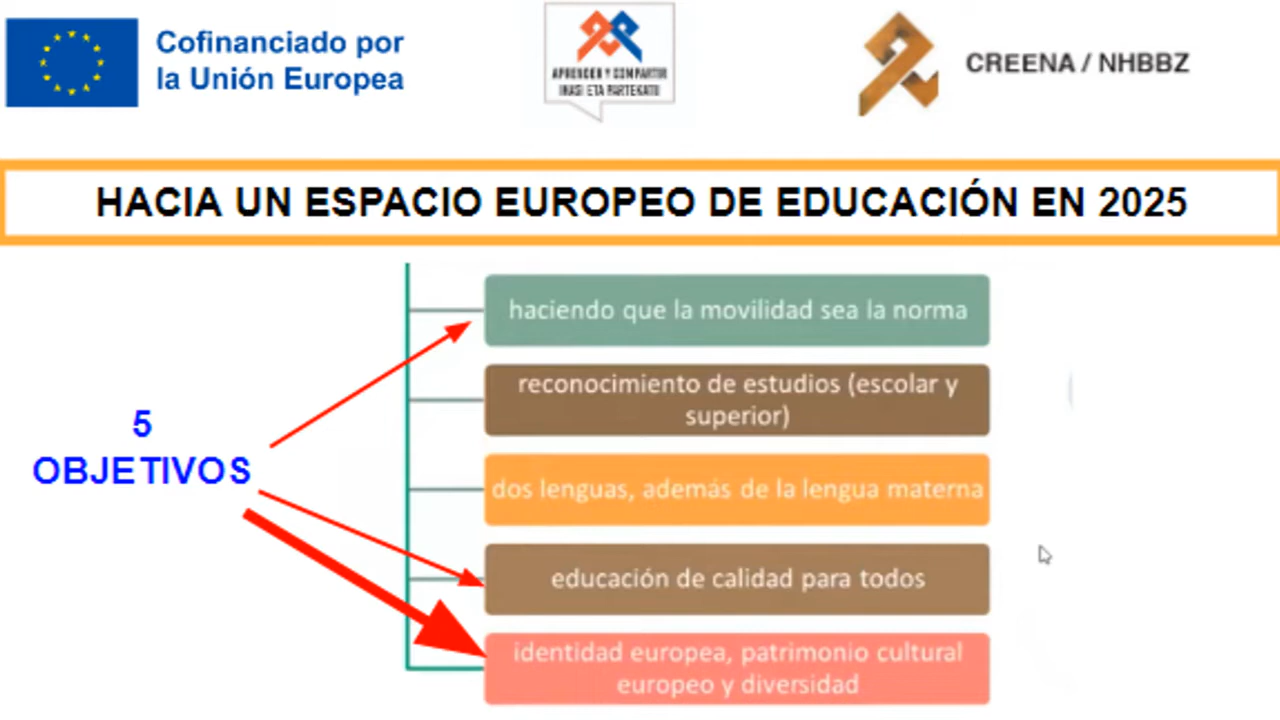 Cofinanciado por
la Unión Europea
APRENDER Y COMPARTIR
IKASI ETA PARTEKATU
CREENA / NHBBZ
HACIA UN ESPACIO EUROPEO DE EDUCACIÓN EN 2025
5
OBJETIVOS
haciendo que la movilidad sea la norma
reconocimiento de estudios (escolar y
superior)
dos lenguas, además de la lengua materna
educación de calidad para todos
identidad europea, patrimonio cultural
europeo y diversidad